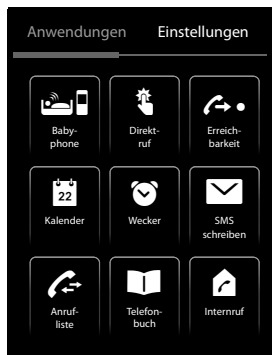 Anwendungen Einstellungen
Baby- Direkt- Erreich-
phone ruf barkeit
22
Kalender Wecker SMS
schreiben
Anruf- Telefon- Internruf
liste buch